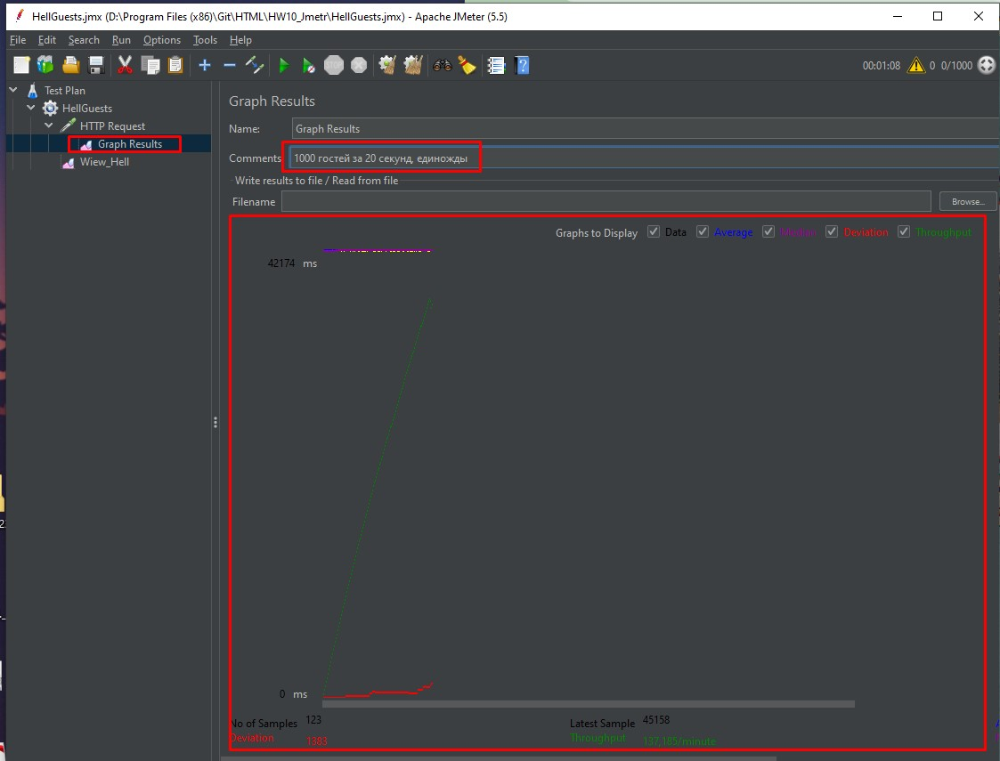 HellGuests.jmx (D:\Program Files (x86)\Git\HTML\HW10_Jmetr\HellGuests.jmx) - Apache JMeter (5.5)
File Edit Search Run Options Tools Help
00:01:08 0 0/1000
Test Plan
HellGuests
HTTP Request
Graph Results
Wiew_Hell
Graph Results
Name: Graph Results
Comments 1000 гостей за 20 секунд, единожды
Write results to file / Read from file
Filename Browse...
Graphs to Display Data Average Median Deviation Throughput
42174 ms
0 ms
No of Samples 123 Latest Sample 45158
Deviation 1383 Throughput 137,185/minute